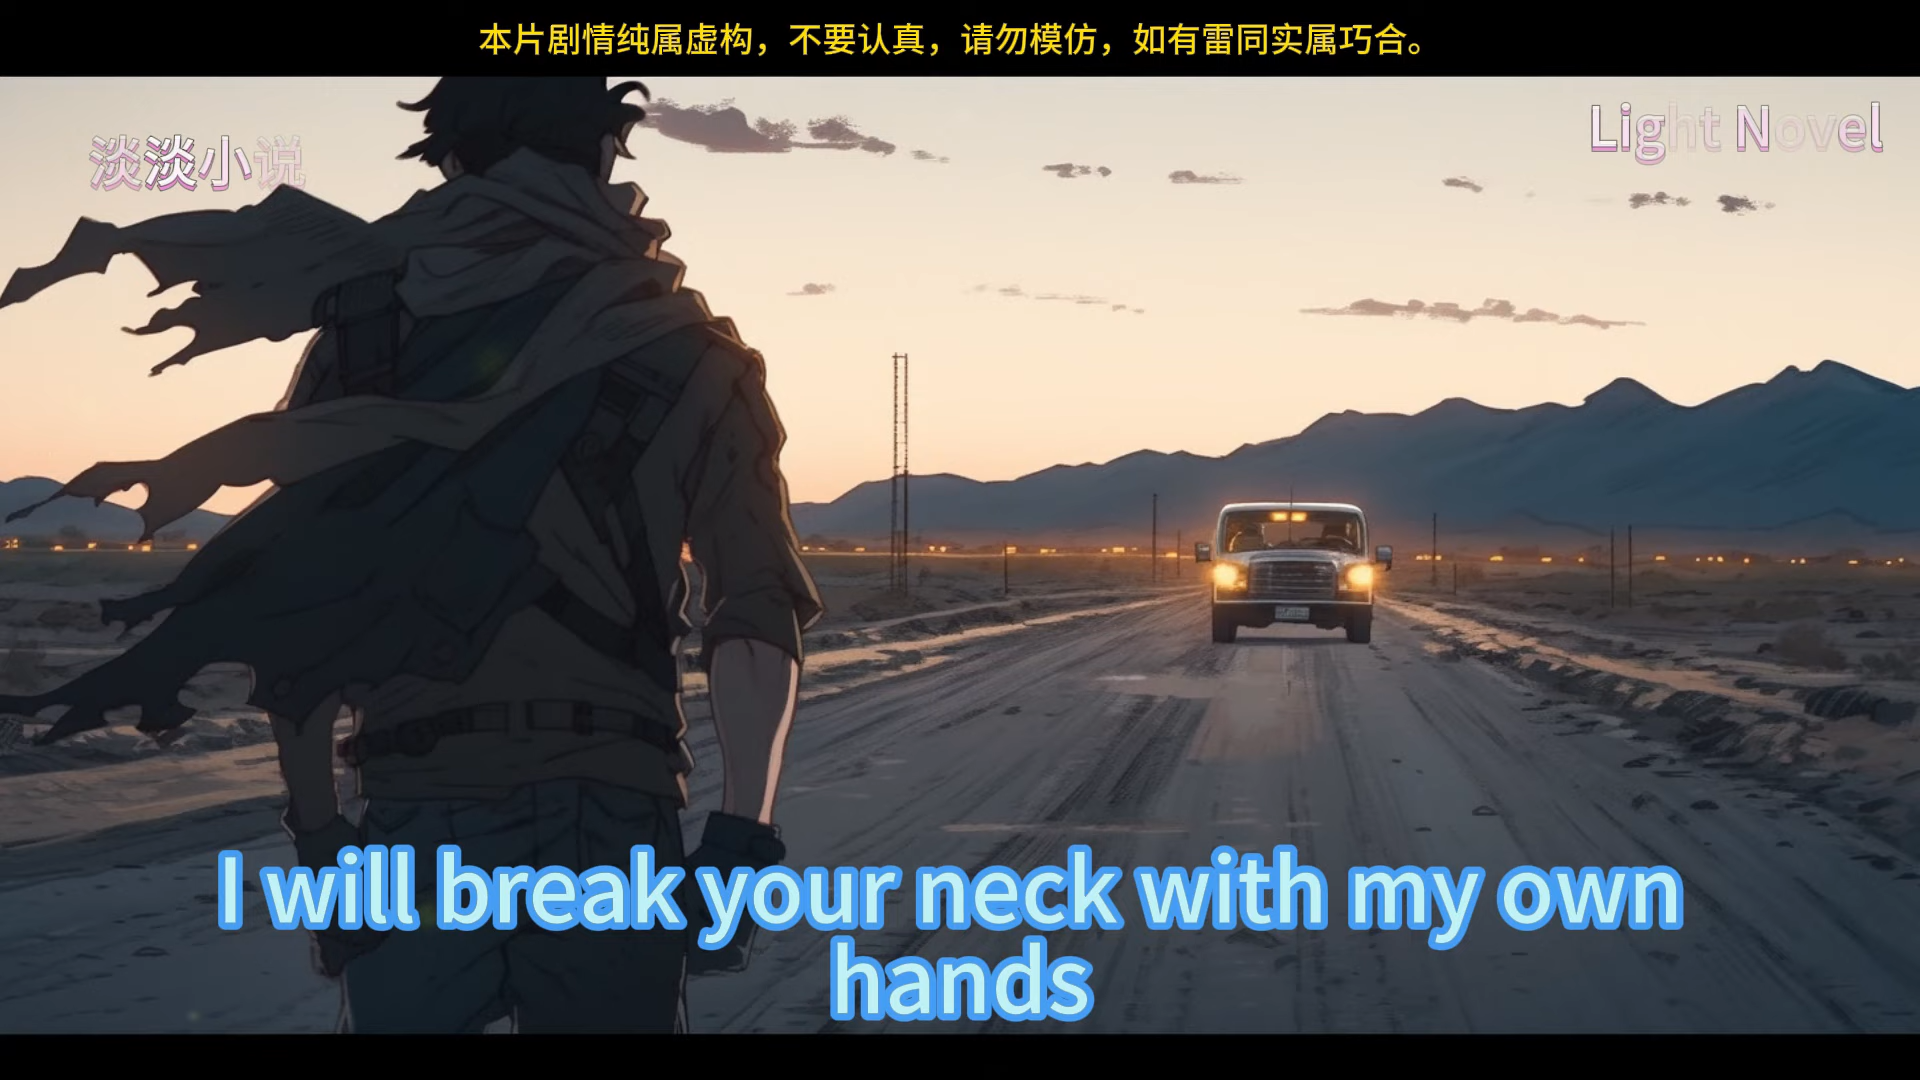 本片剧情纯属虚构，不要认真，请勿模仿，如有雷同实属巧合。
淡淡小说
Light Novel
I will break your neck with my own
hands